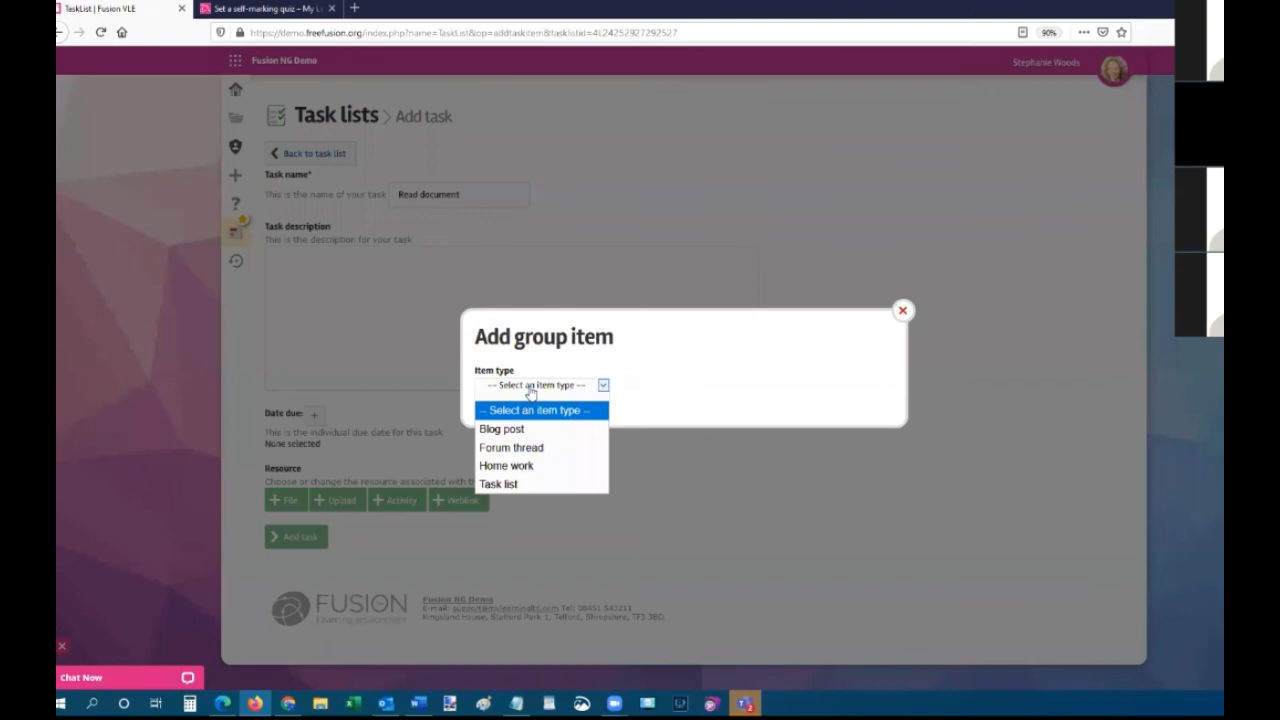 TaskList | Fusion VLE
Set a self-marking quiz – My L
https://demo.freefusion.org/index.php?name=TaskList&op=addtaskitem&tasklistid=4L24252927292527
90%
Fusion NG Demo
Stephanie Woods
Task lists > Add task
Back to task list
Task name*
This is the name of your task
Read document
Task description
This is the description for your task
Add group item
Item type
-- Select an item type --
-- Select an item type --
Blog post
Forum thread
Home work
Task list
Date due: +
This is the individual due date for this task
None selected
Resource
Choose or change the resource associated with th
+ File + Upload + Activity + Weblink
Add task
FUSION
Learning environment
Fusion NG Demo
Kingsland House, Stafford Park 1, Telford, Shropshire, TF3 3BD.
Chat Now